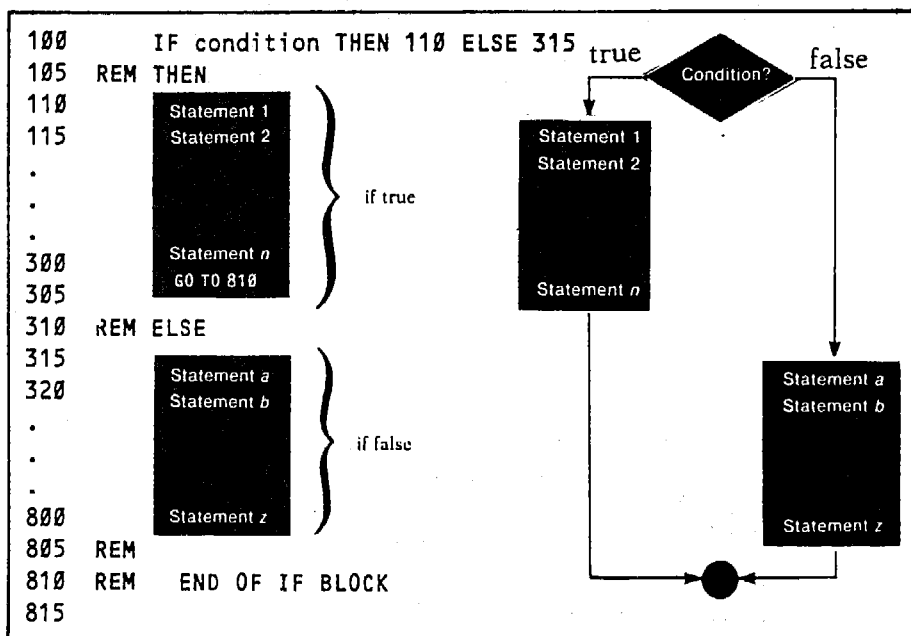 100 IF condition THEN 110 ELSE 315
105 REM THEN
110 Statement 1
115 Statement 2
.
.
.
300 Statement n
305 GO TO 810
if true
310 REM ELSE
315 Statement a
320 Statement b
.
.
.
800 Statement z
if false
805 REM
810 REM END OF IF BLOCK
815
true
Condition?
false
Statement 1
Statement 2
Statement n
Statement a
Statement b
Statement z